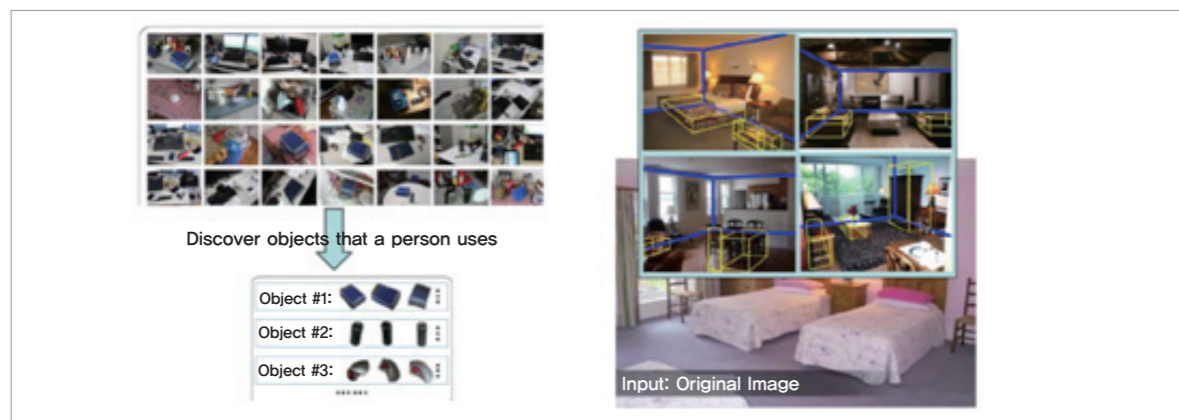 Discover objects that a person uses
Object #1:
Object #2:
Object #3:
Input: Original Image